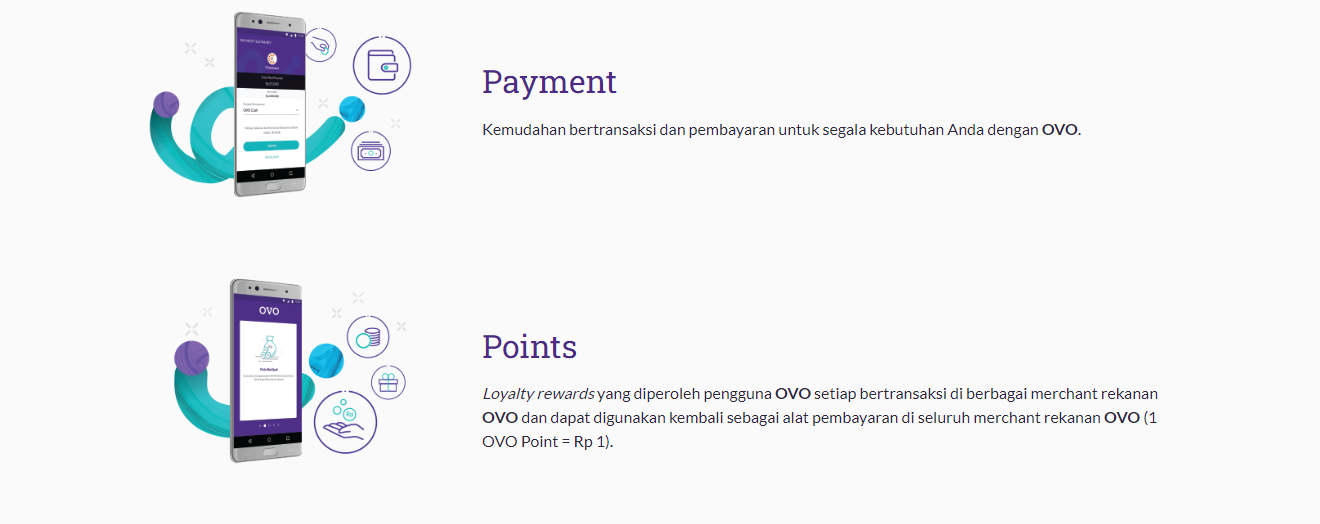 Payment
Kemudahan bertransaksi dan pembayaran untuk segala kebutuhan Anda dengan OVO.
OVO
Points
Loyalty rewards yang diperoleh pengguna OVO setiap bertransaksi di berbagai merchant rekanan
OVO dan dapat digunakan kembali sebagai alat pembayaran di seluruh merchant rekanan OVO (1
OVO Point = Rp 1).